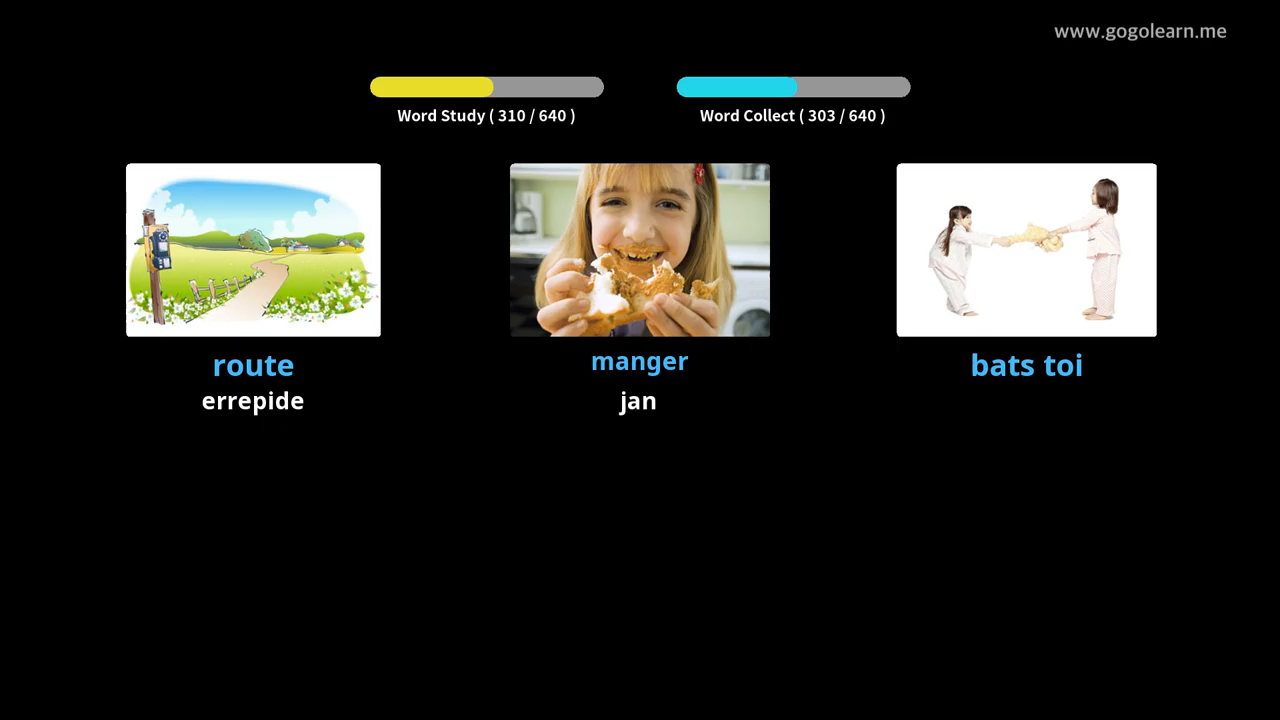 www.gogolearn.me
Word Study ( 310 / 640 )
Word Collect ( 303 / 640 )
route
manger
bats toi
errepide
jan